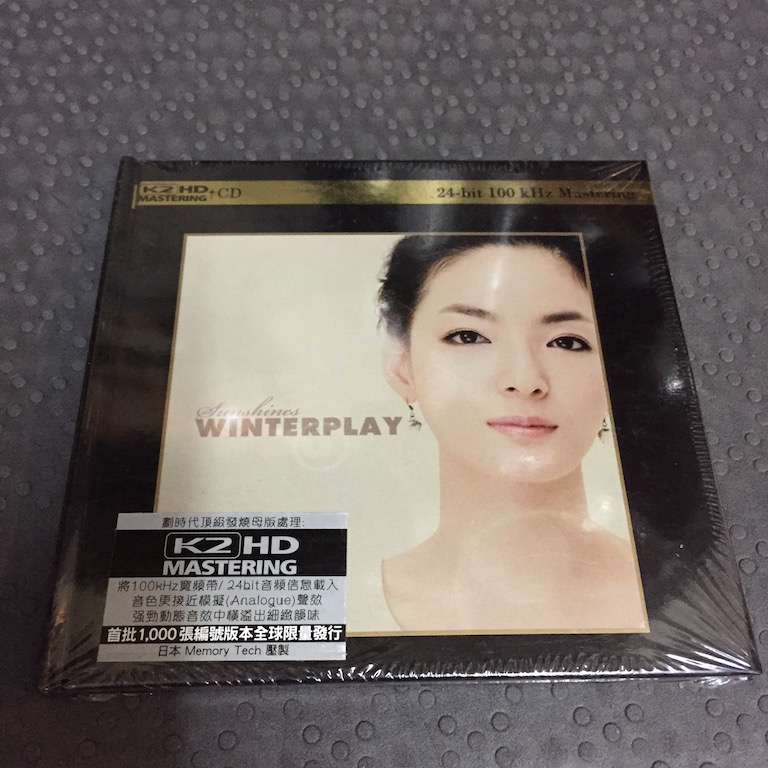 K2 HD
MASTERING
↑CD
24-bit 100 kHz Mastering
Sunshines
WINTERPLAY
劃時代頂級發燒母版處理:
K2 HD
MASTERING
將100kHz寬頻帶/24bit音頻信息載入
音色更接近模擬(Analogue)聲效
强勁動態音效中橫溢出細緻韻味
首批1,000張編號版本全球限量發行
日本 Memory Tech 壓製